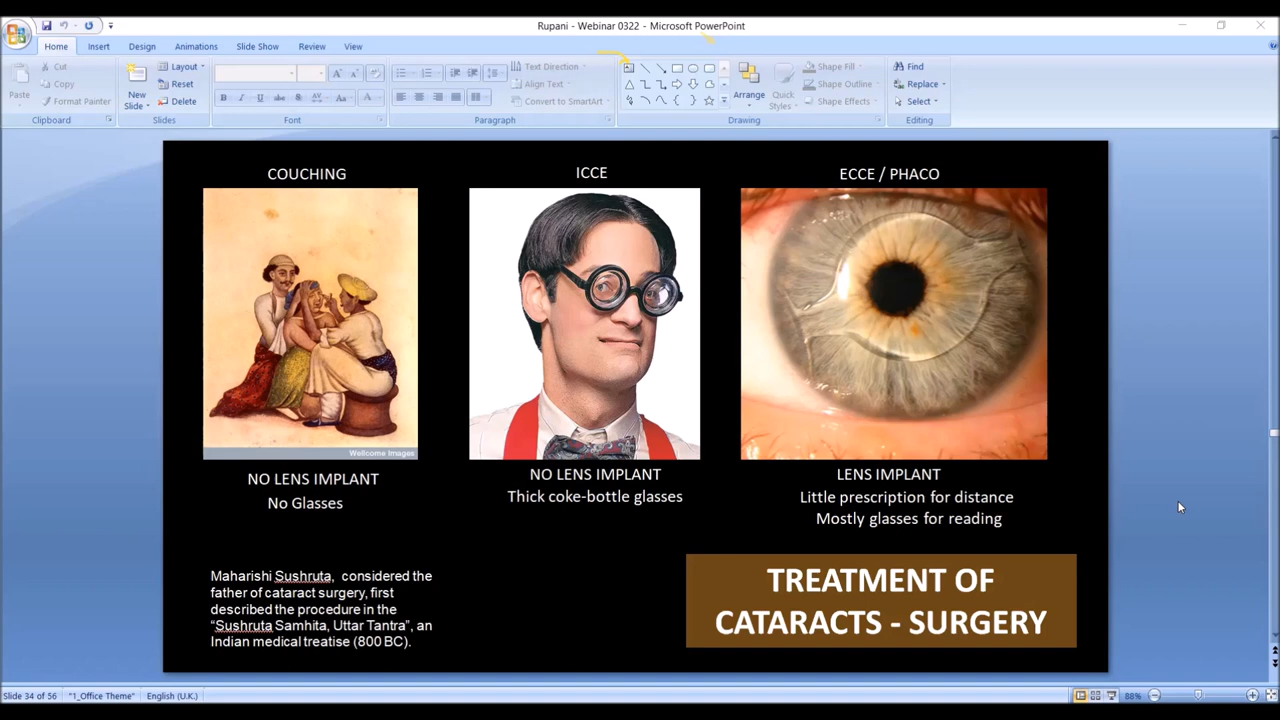 Rupani - Webinar 0322 - Microsoft PowerPoint
Home Insert Design Animations Slide Show Review View
Cut
Copy
Format Painter
Paste
Clipboard
New Slide
Layout
Reset
Delete
Slides
B I U S AV Aa A
Font
Text Direction
Align Text
Convert to SmartArt
Paragraph
Arrange
Quick Styles
Shape Fill
Shape Outline
Shape Effects
Drawing
Find
Replace
Select
Editing
COUCHING
Wellcome Images
NO LENS IMPLANT
No Glasses
ICCE
NO LENS IMPLANT
Thick coke-bottle glasses
ECCE / PHACO
LENS IMPLANT
Little prescription for distance
Mostly glasses for reading
Maharishi Sushruta, considered the
father of cataract surgery, first
described the procedure in the
“Sushruta Samhita, Uttar Tantra”, an
Indian medical treatise (800 BC).
TREATMENT OF
CATARACTS - SURGERY
Slide 34 of 56 "1_Office Theme" English (U.K.) 88%